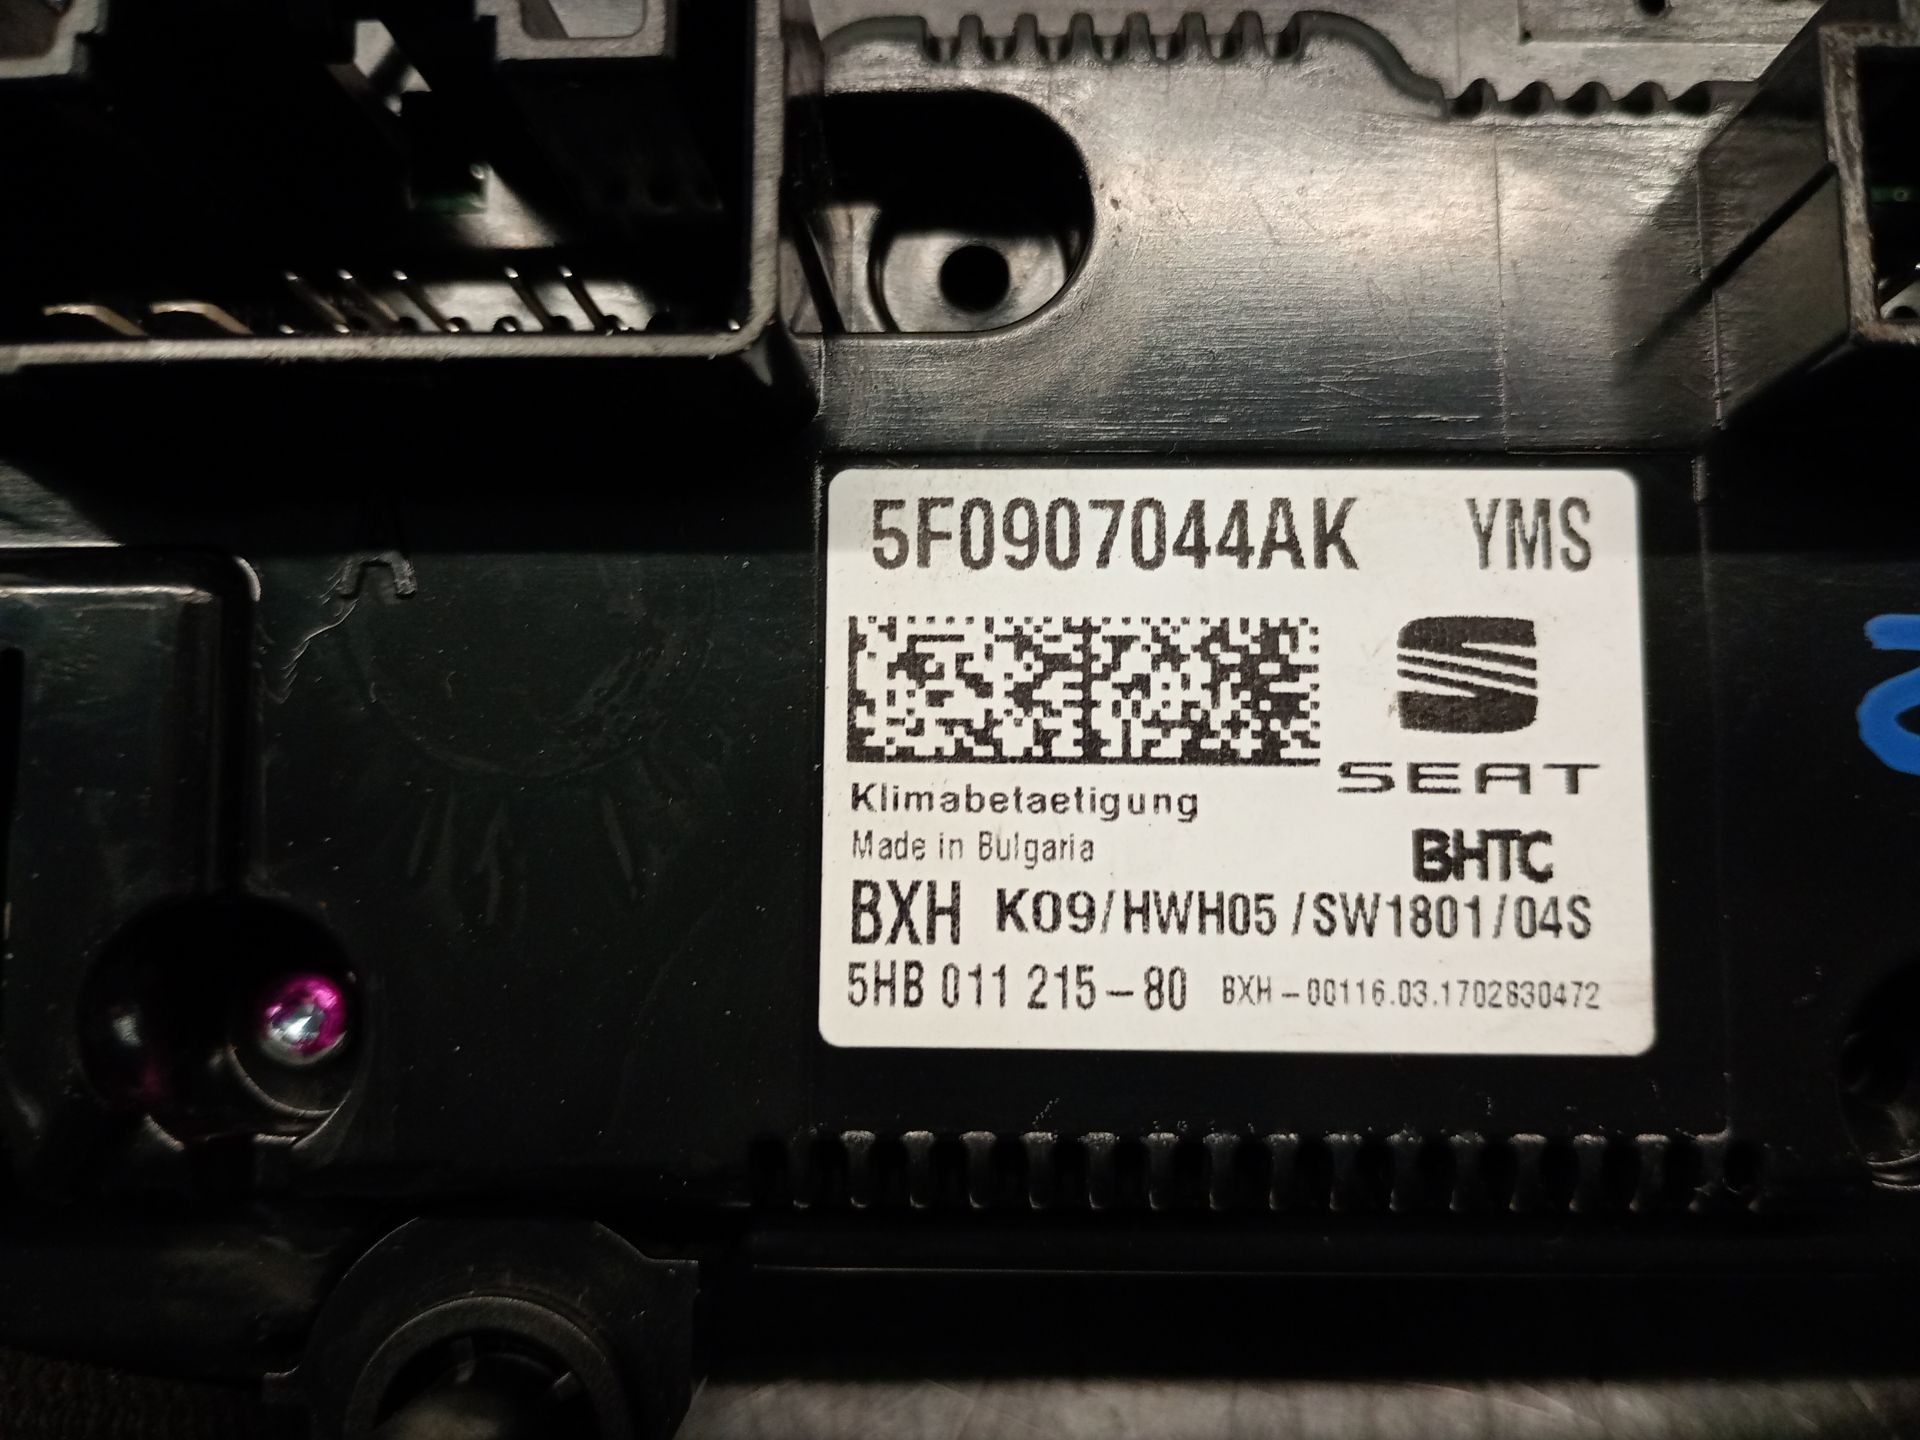 A
5F0907044AK YMS
SEAT
Klimabetaetigung
Made in Bulgaria
BHTC
BXH K09/HWH05/SW1801/04S
5HB 011 215-80 BXH-00116.03.1702830472